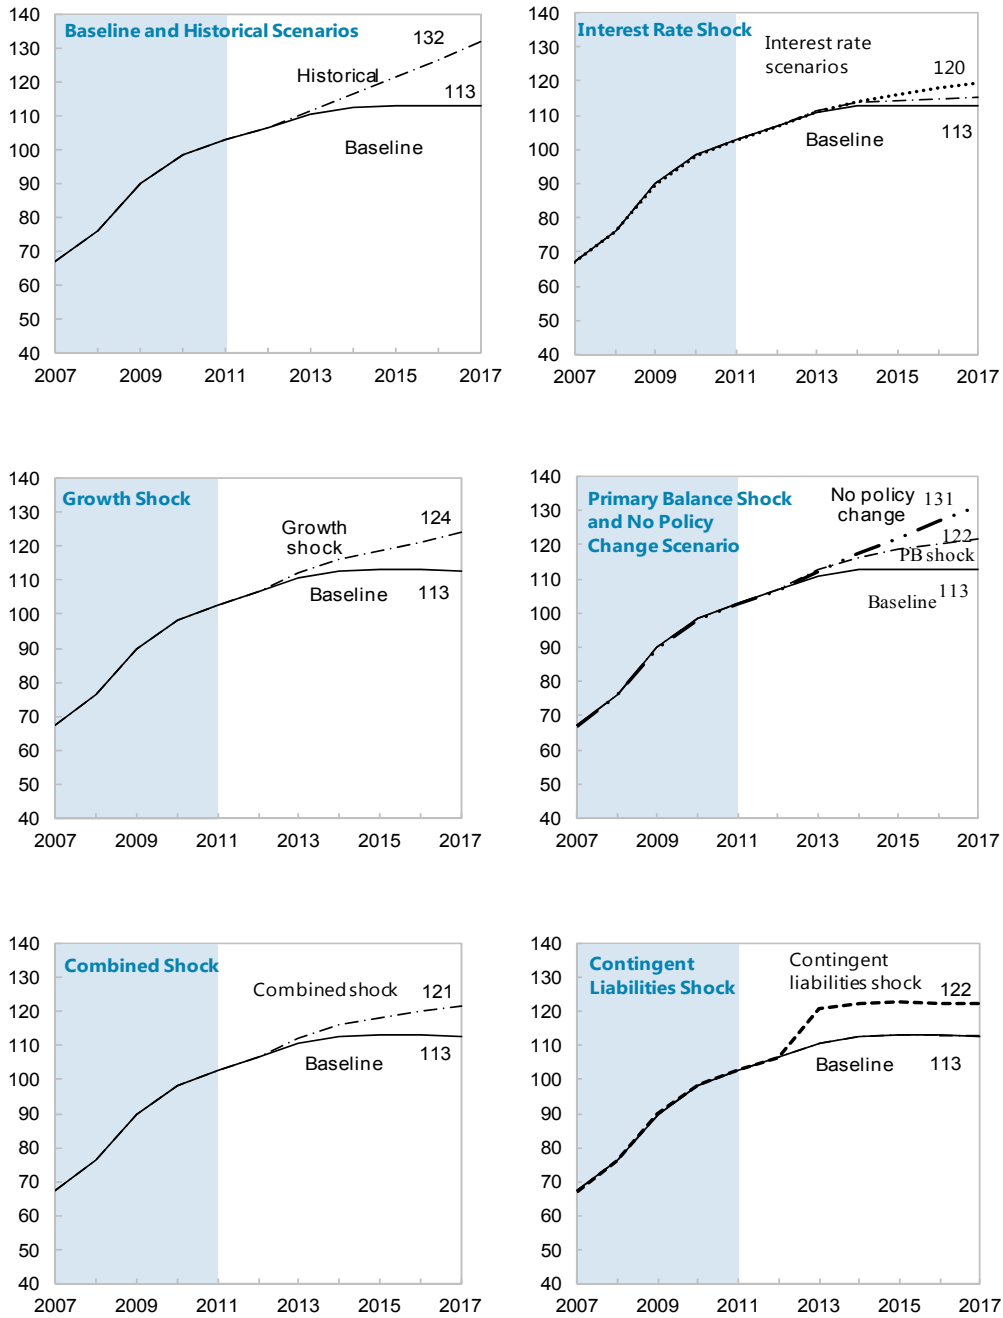 Baseline and Historical Scenarios
140
130
120
110
100
90
80
70
60
50
40
132
Historical
113
Baseline
2007 2009 2011 2013 2015 2017
Interest Rate Shock
140
130
120
110
100
90
80
70
60
50
40
Interest rate
scenarios
120
Baseline
113
2007 2009 2011 2013 2015 2017
Growth Shock
140
130
120
110
100
90
80
70
60
50
40
Growth
shock
124
Baseline
113
2007 2009 2011 2013 2015 2017
Primary Balance Shock
and No Policy
Change Scenario
140
130
120
110
100
90
80
70
60
50
40
No policy
change
131
122
PB shock
113
Baseline
2007 2009 2011 2013 2015 2017
Combined Shock
140
130
120
110
100
90
80
70
60
50
40
Combined shock
121
Baseline
113
2007 2009 2011 2013 2015 2017
Contingent
Liabilities Shock
140
130
120
110
100
90
80
70
60
50
40
Contingent
liabilities shock
122
Baseline
113
2007 2009 2011 2013 2015 2017